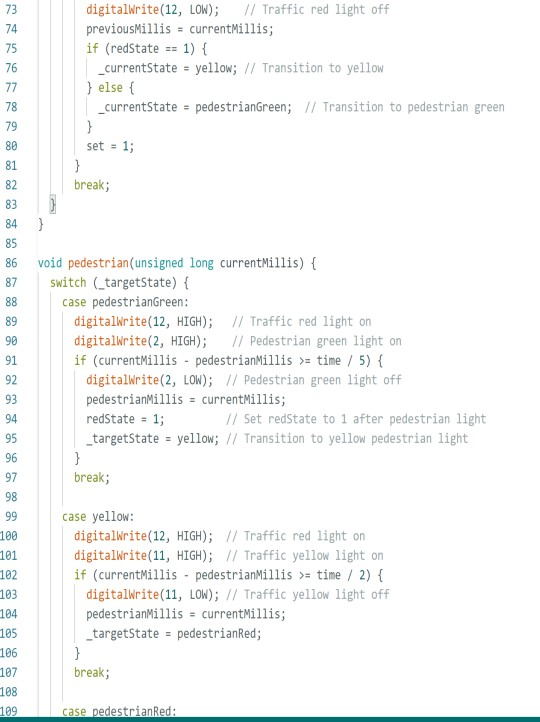 73 digitalWrite(12, LOW);    // Traffic red light off
74 previousMillis = currentMillis;
75 if (redState == 1) {
76 _currentState = yellow; // Transition to yellow
77 } else {
78 _currentState = pedestrianGreen;  // Transition to pedestrian green
79 }
80 set = 1;
81 }
82 break;
83 }
84 }
85
86 void pedestrian(unsigned long currentMillis) {
87 switch (_targetState) {
88 case pedestrianGreen:
89 digitalWrite(12, HIGH);   // Traffic red light on
90 digitalWrite(2, HIGH);    // Pedestrian green light on
91 if (currentMillis - pedestrianMillis >= time / 5) {
92 digitalWrite(2, LOW);  // Pedestrian green light off
93 pedestrianMillis = currentMillis;
94 redState = 1;          // Set redState to 1 after pedestrian light
95 _targetState = yellow; // Transition to yellow pedestrian light
96 }
97 break;
98
99 case yellow:
100 digitalWrite(12, HIGH);  // Traffic red light on
101 digitalWrite(11, HIGH);  // Traffic yellow light on
102 if (currentMillis - pedestrianMillis >= time / 2) {
103 digitalWrite(11, LOW); // Traffic yellow light off
104 pedestrianMillis = currentMillis;
105 _targetState = pedestrianRed;
106 }
107 break;
108
109 case pedestrianRed: